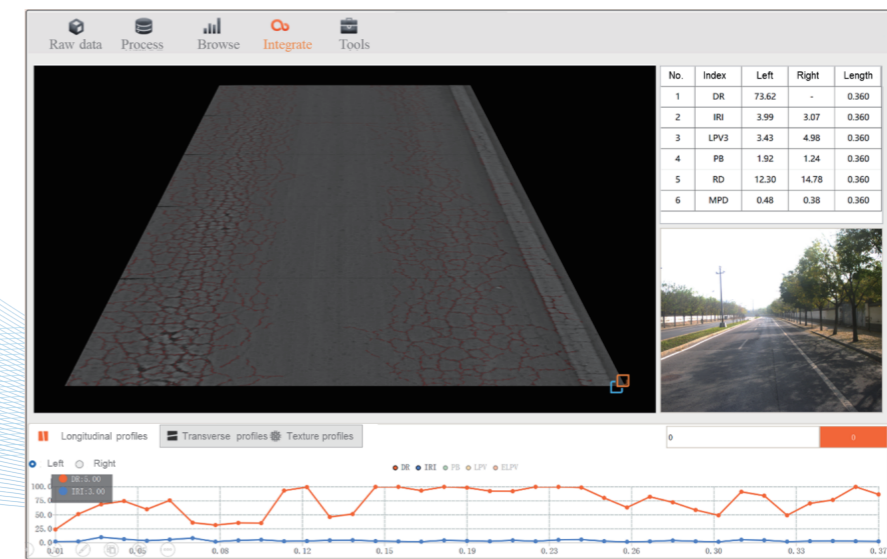 Raw data Process Browse Integrate Tools
No. Index Left Right Length
1 DR 73.62 - 0.360
2 IRI 3.99 3.07 0.360
3 LPV3 3.43 4.98 0.360
4 PB 1.92 1.24 0.360
5 RD 12.30 14.78 0.360
6 MPD 0.48 0.38 0.360
Longitudinal profiles Transverse profiles Texture profiles
0 0
Left Right
DR IRI PB LPV ELPV
DR:5.00
IRI:3.00
100.0
75.0
50.0
25.0
0.0
0.01 0.05 0.08 0.12 0.15 0.19 0.23 0.26 0.30 0.33 0.37